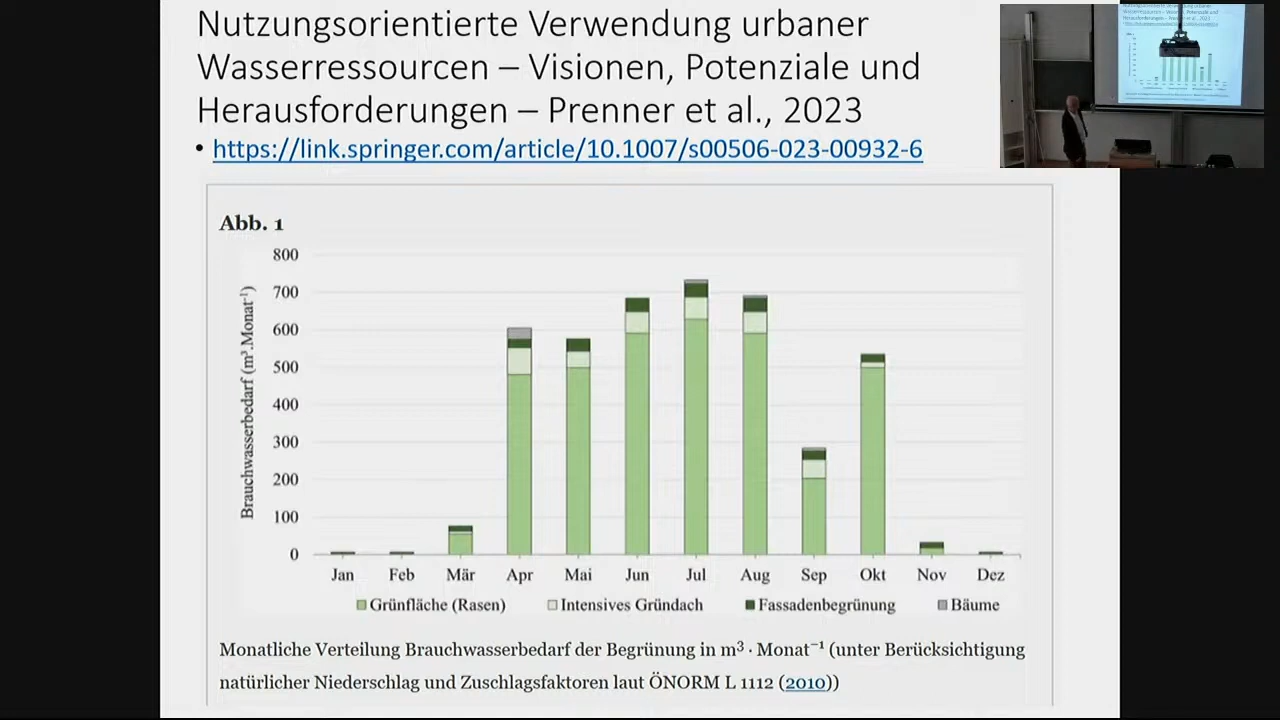 Nutzungsorientierte Verwendung urbaner
Wasserressourcen – Visionen, Potenziale und
Herausforderungen – Prenner et al., 2023
• https://link.springer.com/article/10.1007/s00506-023-00932-6
Abb. 1
800
700
600
500
400
300
200
100
0
Brauchwasserbedarf (m³.Monat⁻¹)
Jan Feb Mär Apr Mai Jun Jul Aug Sep Okt Nov Dez
Grünfläche (Rasen) Intensives Gründach Fassadenbegrünung Bäume
Monatliche Verteilung Brauchwasserbedarf der Begrünung in m³ · Monat⁻¹ (unter Berücksichtigung
natürlicher Niederschlag und Zuschlagsfaktoren laut ÖNORM L 1112 (2010))